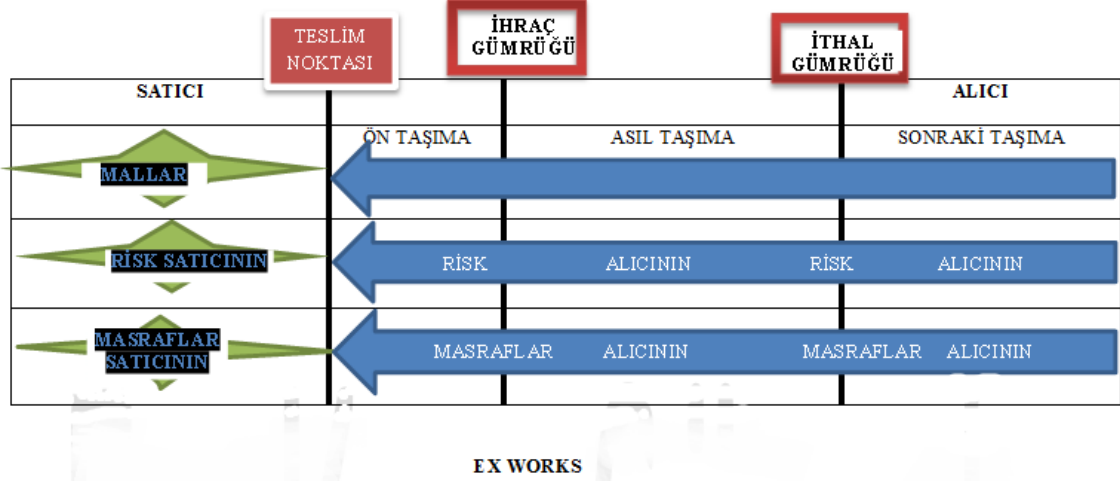 TESLİM
NOKTASI
İHRAÇ
GÜMRÜĞÜ
İTHAL
GÜMRÜĞÜ
SATICI
ALICI
ÖN TAŞIMA
ASIL TAŞIMA
SONRAKİ TAŞIMA
MALLAR
RİSK SATICININ
RİSK ALICININ RİSK ALICININ
MASRAFLAR
SATICININ
MASRAFLAR ALICININ MASRAFLAR ALICININ
EX WORKS